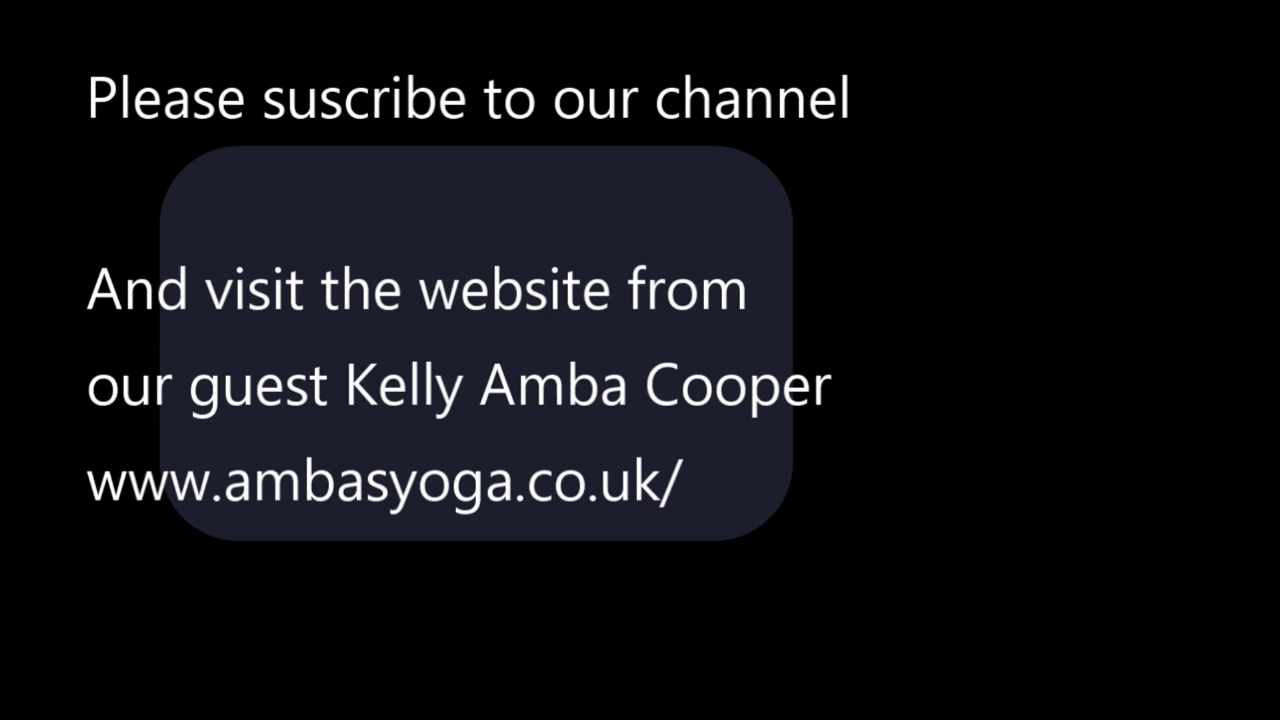 Please suscribe to our channel
And visit the website from
our guest Kelly Amba Cooper
www.ambasyoga.co.uk/